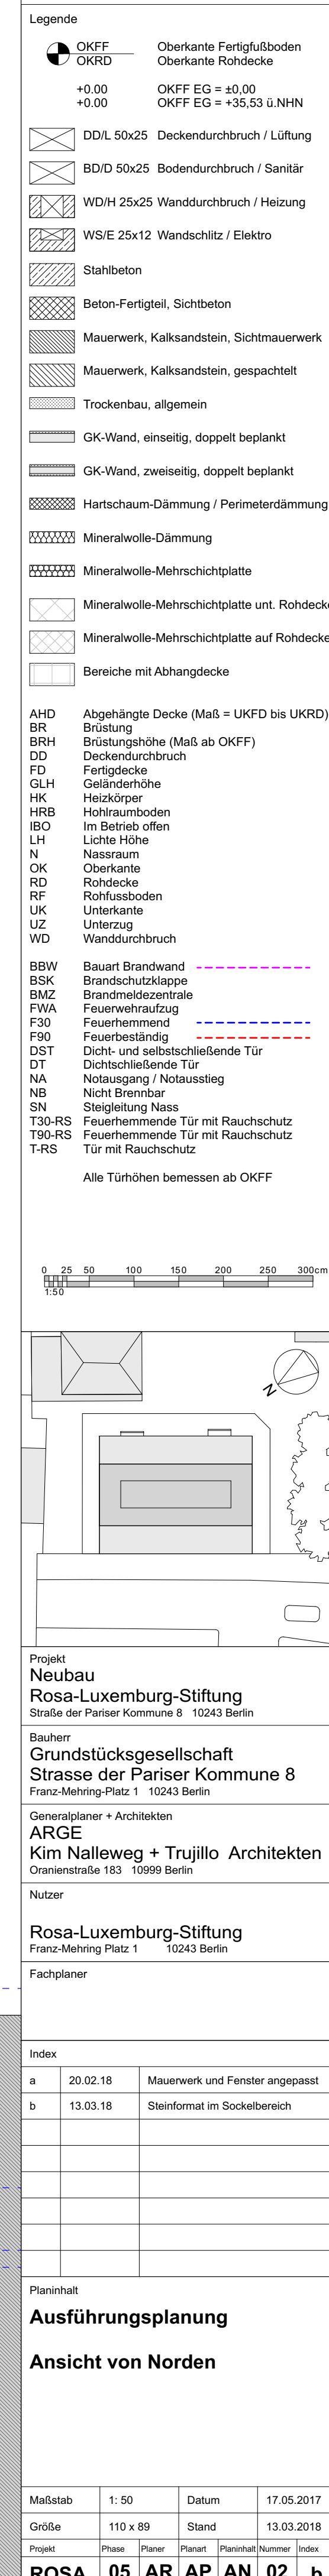 Legende
OKFF Oberkante Fertigfußboden
OKRD Oberkante Rohdecke
+0.00 OKFF EG = ±0,00
+0.00 OKFF EG = +35,53 ü.NHN
DD/L 50x25 Deckendurchbruch / Lüftung
BD/D 50x25 Bodendurchbruch / Sanitär
WD/H 25x25 Wanddurchbruch / Heizung
WS/E 25x12 Wandschlitz / Elektro
Stahlbeton
Beton-Fertigteil, Sichtbeton
Mauerwerk, Kalksandstein, Sichtmauerwerk
Mauerwerk, Kalksandstein, gespachtelt
Trockenbau, allgemein
GK-Wand, einseitig, doppelt beplankt
GK-Wand, zweiseitig, doppelt beplankt
Hartschaum-Dämmung / Perimeterdämmung
Mineralwolle-Dämmung
Mineralwolle-Mehrschichtplatte
Mineralwolle-Mehrschichtplatte unt. Rohdecke
Mineralwolle-Mehrschichtplatte auf Rohdecke
Bereiche mit Abhangdecke
AHD Abgehängte Decke (Maß = UKFD bis UKRD)
BR Brüstung
BRH Brüstungshöhe (Maß ab OKFF)
DD Deckendurchbruch
FD Fertigdecke
GLH Geländerhöhe
HK Heizkörper
HRB Hohlraumboden
IBO Im Betrieb offen
LH Lichte Höhe
N Nassraum
OK Oberkante
RD Rohdecke
RF Rohfussboden
UK Unterkante
UZ Unterzug
WD Wanddurchbruch
BBW Bauart Brandwand
BSK Brandschutzklappe
BMZ Brandmeldezentrale
FWA Feuerwehraufzug
F30 Feuerhemmend
F90 Feuerbeständig
DST Dicht- und selbstschließende Tür
DT Dichtschließende Tür
NA Notausgang / Notausstieg
NB Nicht Brennbar
SN Steigleitung Nass
T30-RS Feuerhemmende Tür mit Rauchschutz
T90-RS Feuerhemmende Tür mit Rauchschutz
T-RS Tür mit Rauchschutz
Alle Türhöhen bemessen ab OKFF
0 25 50 100 150 200 250 300cm
1:50
N
Projekt
Neubau
Rosa-Luxemburg-Stiftung
Straße der Pariser Kommune 8 10243 Berlin
Bauherr
Grundstücksgesellschaft
Strasse der Pariser Kommune 8
Franz-Mehring-Platz 1 10243 Berlin
Generalplaner + Architekten
ARGE
Kim Nalleweg + Trujillo Architekten
Oranienstraße 183 10999 Berlin
Nutzer
Rosa-Luxemburg-Stiftung
Franz-Mehring Platz 1 10243 Berlin
Fachplaner
Index
a 20.02.18 Mauerwerk und Fenster angepasst
b 13.03.18 Steinformat im Sockelbereich
Planinhalt
Ausführungsplanung
Ansicht von Norden
Maßstab 1: 50 Datum 17.05.2017
Größe 110 x 89 Stand 13.03.2018
Projekt Phase Planer Planart Planinhalt Nummer Index
ROSA 05 AR AP AN 02 b